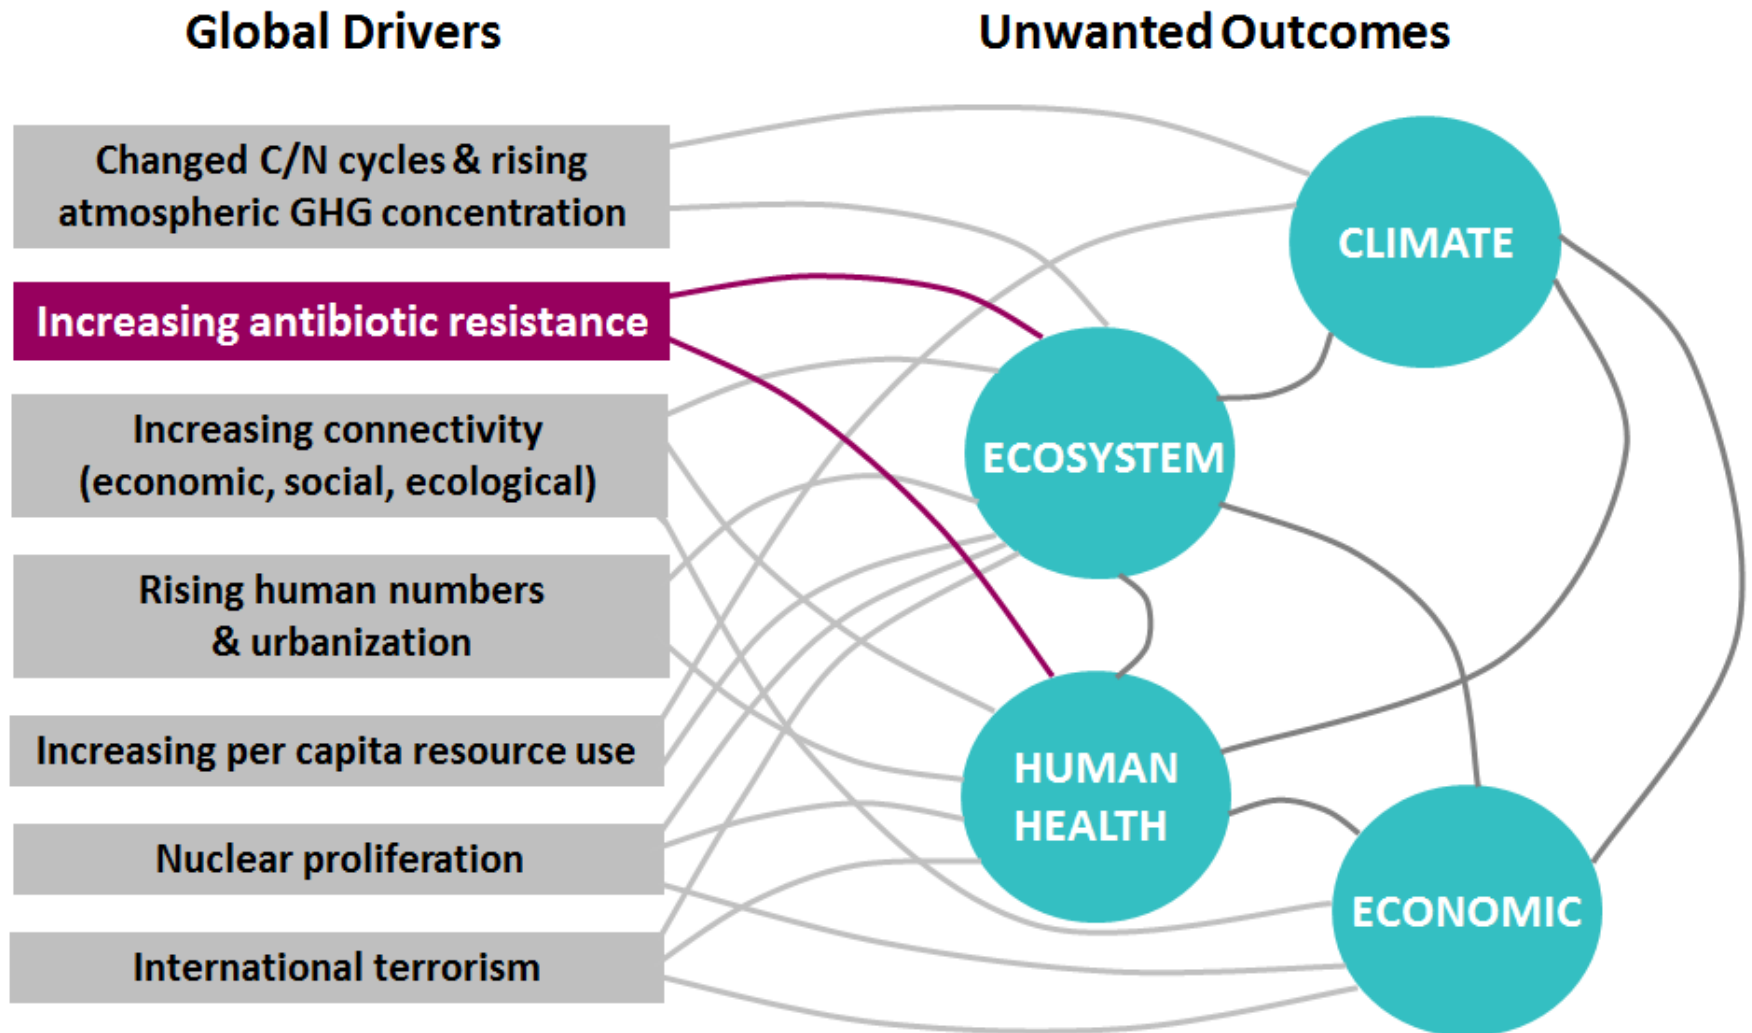 Global Drivers
Unwanted Outcomes
Changed C/N cycles & rising
atmospheric GHG concentration
Increasing antibiotic resistance
Increasing connectivity
(economic, social, ecological)
Rising human numbers
& urbanization
Increasing per capita resource use
Nuclear proliferation
International terrorism
CLIMATE
ECOSYSTEM
HUMAN
HEALTH
ECONOMIC